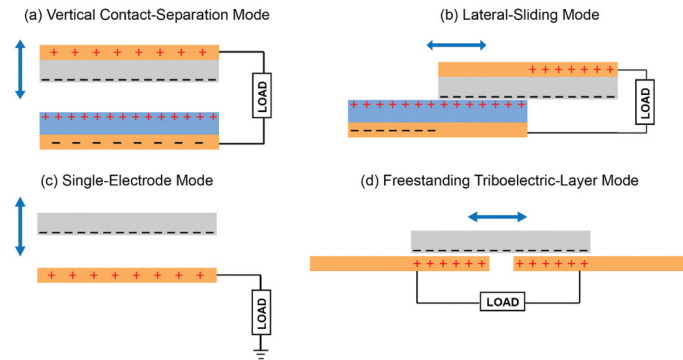 (a) Vertical Contact-Separation Mode
+ + + + + + + +
LOAD
+ + + + + + + + + + + + + +
(b) Lateral-Sliding Mode
+ + + + + + +
LOAD
+ + + + + + + + + + + + + +
(c) Single-Electrode Mode
+ + + + + + + +
LOAD
(d) Freestanding Triboelectric-Layer Mode
+ + + + + + + + + + + +
LOAD